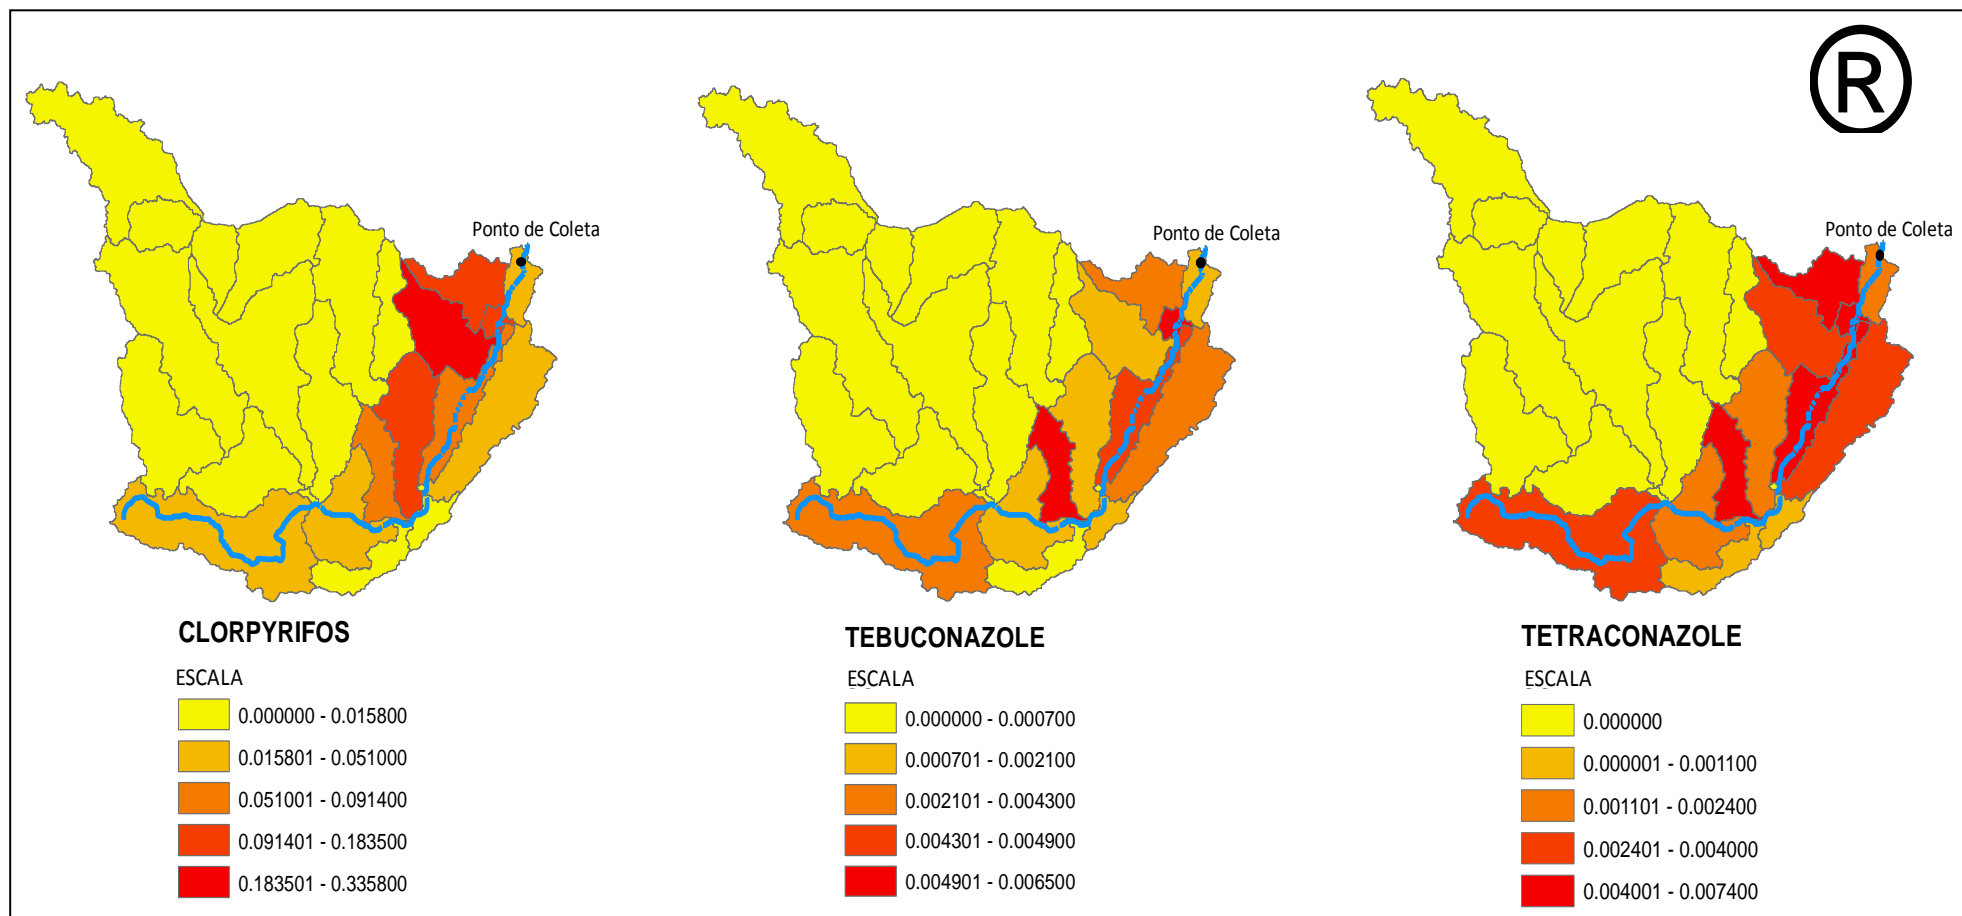 ®
Ponto de Coleta
Ponto de Coleta
Ponto de Coleta
CLORPYRIFOS
ESCALA
0.000000 - 0.015800
0.015801 - 0.051000
0.051001 - 0.091400
0.091401 - 0.183500
0.183501 - 0.335800
TEBUCONAZOLE
ESCALA
0.000000 - 0.000700
0.000701 - 0.002100
0.002101 - 0.004300
0.004301 - 0.004900
0.004901 - 0.006500
TETRACONAZOLE
ESCALA
0.000000
0.000001 - 0.001100
0.001101 - 0.002400
0.002401 - 0.004000
0.004001 - 0.007400